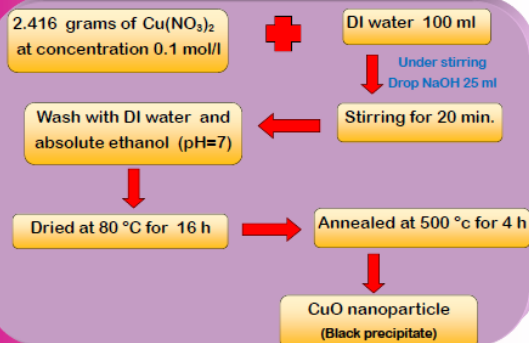 2.416 grams of Cu(NO₃)₂
at concentration 0.1 mol/l
DI water 100 ml
Under stirring
Drop NaOH 25 ml
Stirring for 20 min.
Wash with DI water and
absolute ethanol (pH=7)
Dried at 80 °C for 16 h
Annealed at 500 °c for 4 h
CuO nanoparticle
(Black precipitate)